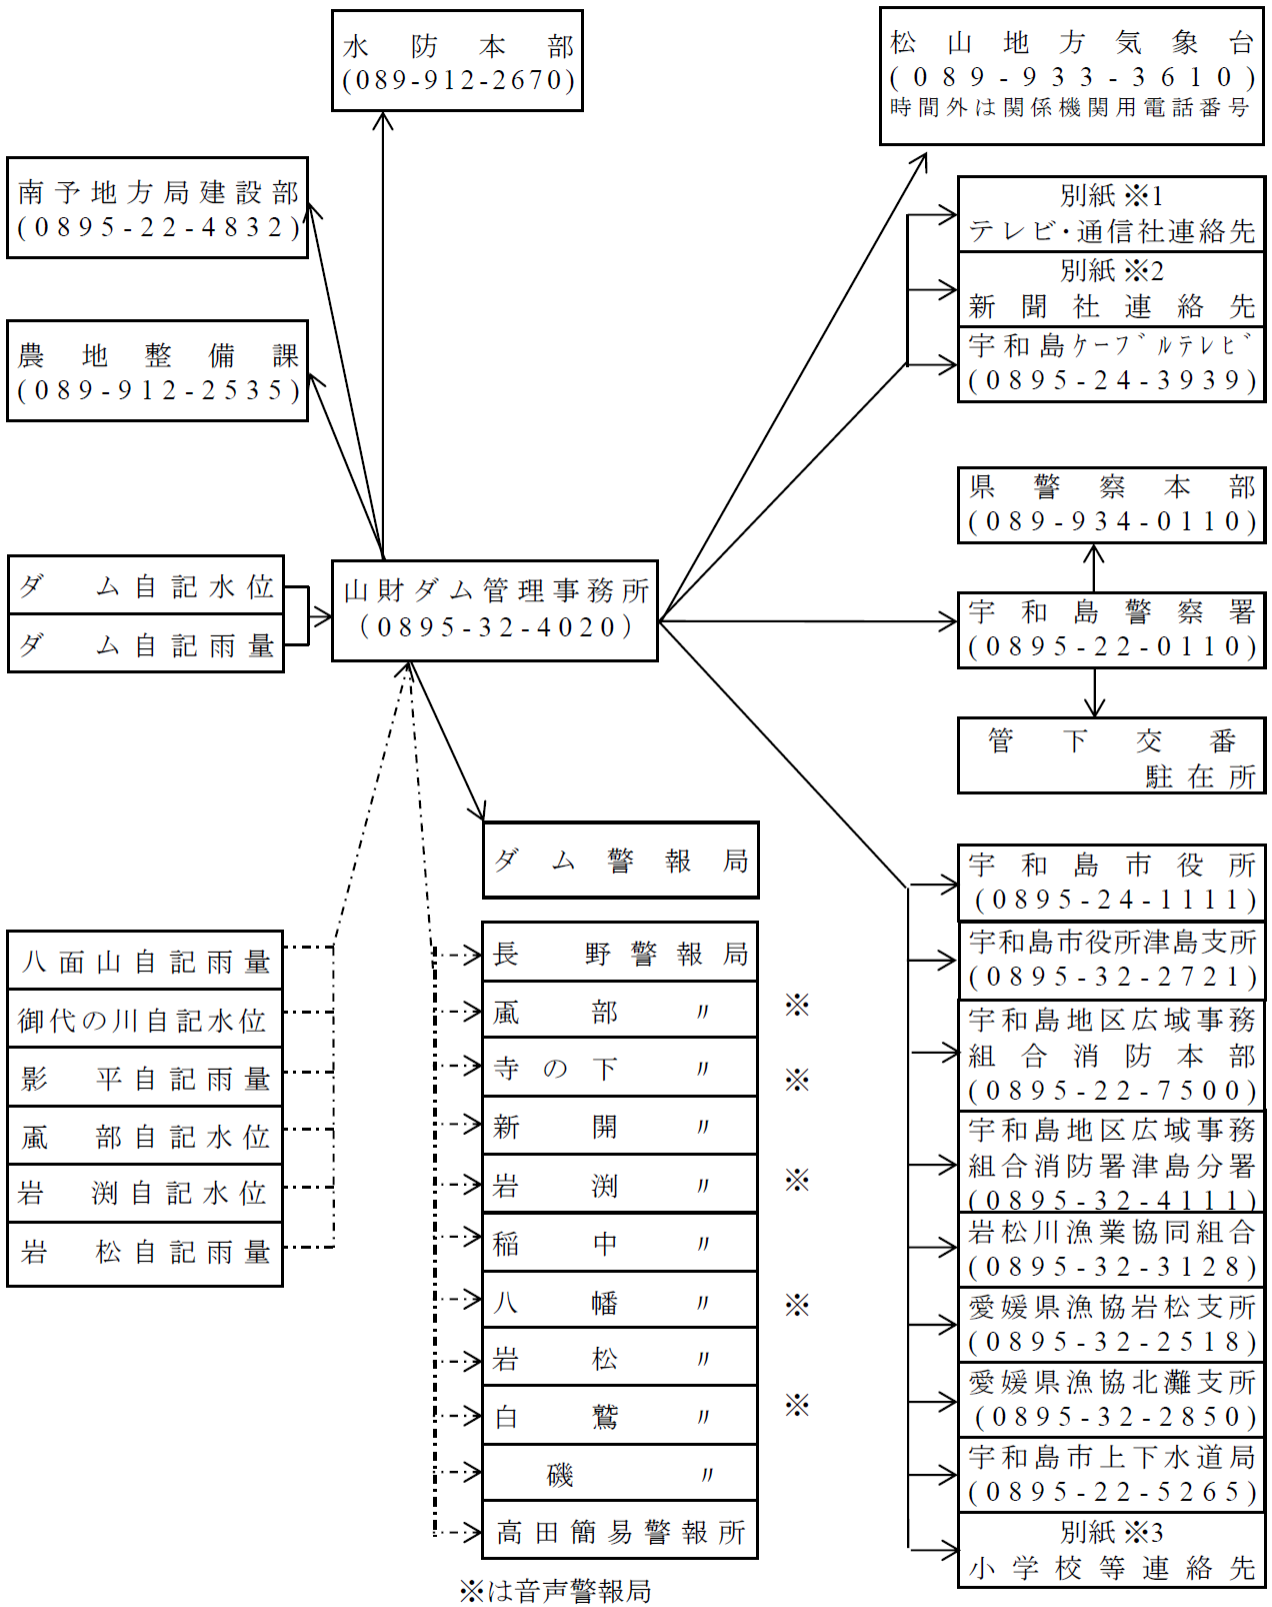 水防本部
(089-912-2670)
松山地方気象台
(089-933-3610)
時間外は関係機関用電話番号
南予地方局建設部
(0895-22-4832)
別紙※1
テレビ・通信社連絡先
別紙※2
新聞社連絡先
宇和島ｹｰﾌﾞﾙﾃﾚﾋﾞ
(0895-24-3939)
農地整備課
(089-912-2535)
県警察本部
(089-934-0110)
ダム自記水位
ダム自記雨量
山財ダム管理事務所
(0895-32-4020)
宇和島警察署
(0895-22-0110)
管下交番
駐在所
ダム警報局
八面山自記雨量
御代の川自記水位
影平自記雨量
颪部自記水位
岩渕自記水位
岩松自記雨量
長野警報局
颪部〃 ※
寺の下〃 ※
新開〃
岩渕〃 ※
稲中〃
八幡〃 ※
岩松〃
白鷲〃 ※
磯〃
高田簡易警報所
※は音声警報局
宇和島市役所
(0895-24-1111)
宇和島市役所津島支所
(0895-32-2721)
宇和島地区広域事務
組合消防本部
(0895-22-7500)
宇和島地区広域事務
組合消防署津島分署
(0895-32-4111)
岩松川漁業協同組合
(0895-32-3128)
愛媛県漁協岩松支所
(0895-32-2518)
愛媛県漁協北灘支所
(0895-32-2850)
宇和島市上下水道局
(0895-22-5265)
別紙※3
小学校等連絡先